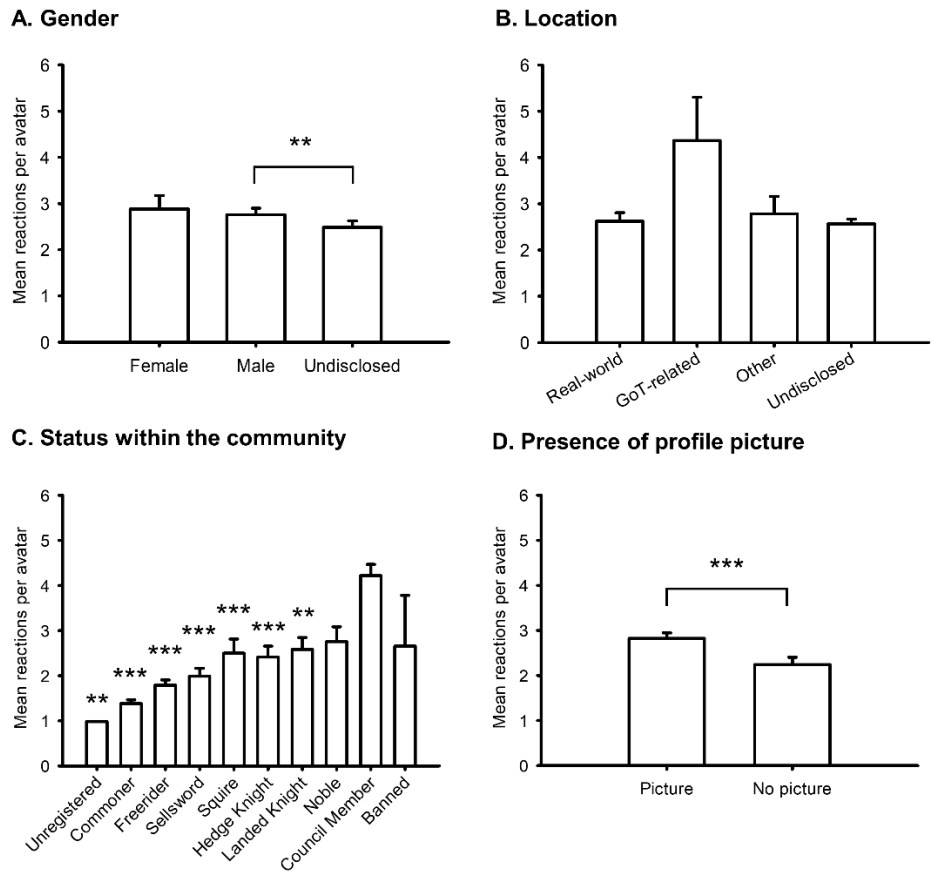 A. Gender
Mean reactions per avatar
6
5
4
3
2
1
0
**
Female Male Undisclosed
B. Location
Mean reactions per avatar
6
5
4
3
2
1
0
Real-world GoT-related Other Undisclosed
C. Status within the community
Mean reactions per avatar
6
5
4
3
2
1
0
** *** *** *** *** *** **
Unregistered Commoner Freerider Sellsword Squire Hedge Knight Landed Knight Noble Council Member Banned
D. Presence of profile picture
Mean reactions per avatar
6
5
4
3
2
1
0
***
Picture No picture